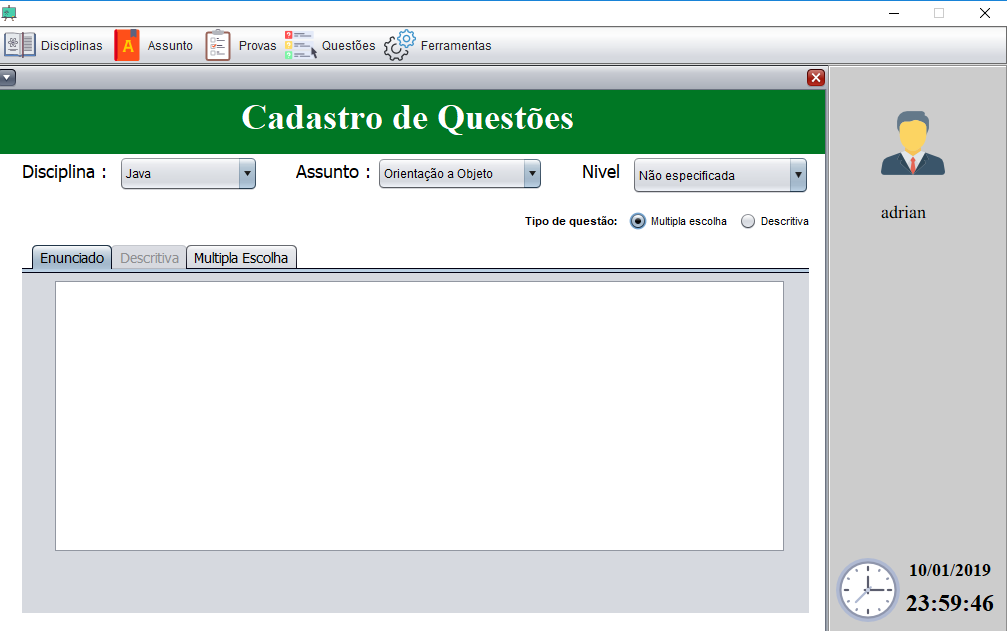 Disciplinas A Assunto Provas Questões Ferramentas
Cadastro de Questões
Disciplina : Java Assunto : Orientação a Objeto Nivel Não especificada
adrian
Tipo de questão: Multipla escolha Descritiva
Enunciado Descritiva Multipla Escolha
10/01/2019
23:59:46